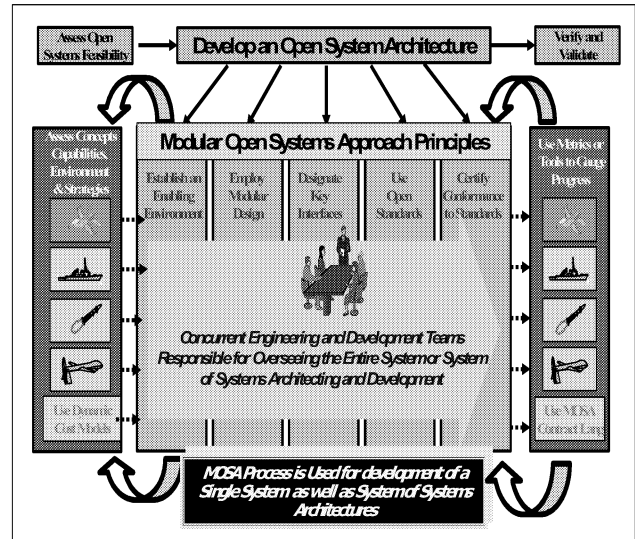 Assess Open
Systems Feasibility
Develop an Open System Architecture
Verify and
Validate
Assess Concepts
Capabilities,
Environment
& Strategies
Modular Open Systems Approach Principles
Use Metrics or
Tools to Gauge
Progress
Establish an
Enabling
Environment
Employ
Modular
Design
Designate
Key
Interfaces
Use
Open
Standards
Certify
Conformance
to Standards
Concurrent Engineering and Development Teams
Responsible for Overseeing the Entire System or System
of Systems Architecting and Development
Use Dynamic
Cost Models
Use MOSA
Contract Lang
MOSA Process is Used for development of a
Single System as well as System of Systems
Architectures